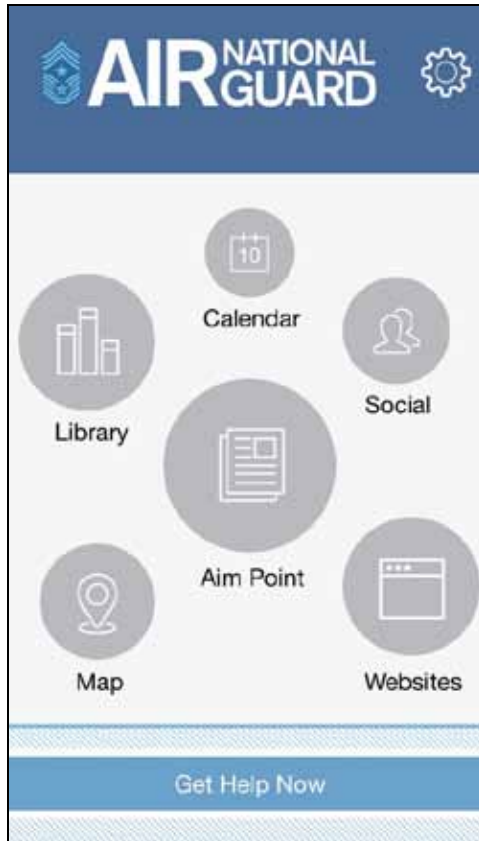 AIR NATIONAL GUARD
10
Calendar
Library
Social
Aim Point
Map
Websites
Get Help Now